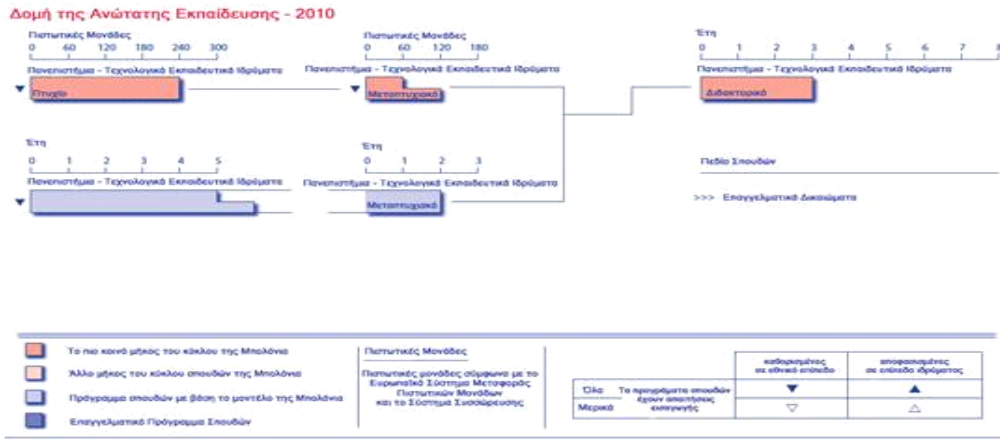 Δομή της Ανώτατης Εκπαίδευσης - 2010
Πιστωτικές Μονάδες
0 60 120 180 240 300
Πανεπιστήμια - Τεχνολογικά Εκπαιδευτικά Ιδρύματα
Πτυχίο
Πιστωτικές Μονάδες
0 60 120 180
Πανεπιστήμια - Τεχνολογικά Εκπαιδευτικά Ιδρύματα
Μεταπτυχιακό
Έτη
0 1 2 3 4 5 6 7 8
Πανεπιστήμια - Τεχνολογικά Εκπαιδευτικά Ιδρύματα
Διδακτορικό
Έτη
0 1 2 3 4 5
Πανεπιστήμια - Τεχνολογικά Εκπαιδευτικά Ιδρύματα
Έτη
0 1 2 3
Πανεπιστήμια - Τεχνολογικά Εκπαιδευτικά Ιδρύματα
Μεταπτυχιακό
Πεδίο Σπουδών
>>> Επαγγελματικά Δικαιώματα
Το πιο κοινό μήκος του κύκλου της Μπολόνια
Άλλο μήκος του κύκλου σπουδών της Μπολόνια
Πρόγραμμα σπουδών με βάση το μοντέλο της Μπολόνια
Επαγγελματικό Πρόγραμμα Σπουδών
Πιστωτικές Μονάδες
Πιστωτικές μονάδες σύμφωνα με το
Ευρωπαϊκό Σύστημα Μεταφοράς
Πιστωτικών Μονάδων
και το Σύστημα Συσσώρευσης
καθορισμένος
σε εθνικό επίπεδο
αποφασισμένος
σε επίπεδο ιδρύματος
Όλα
Μερικά
Τα προγράματα σπουδών
έχουν απαιτήσεις
εισαγωγής